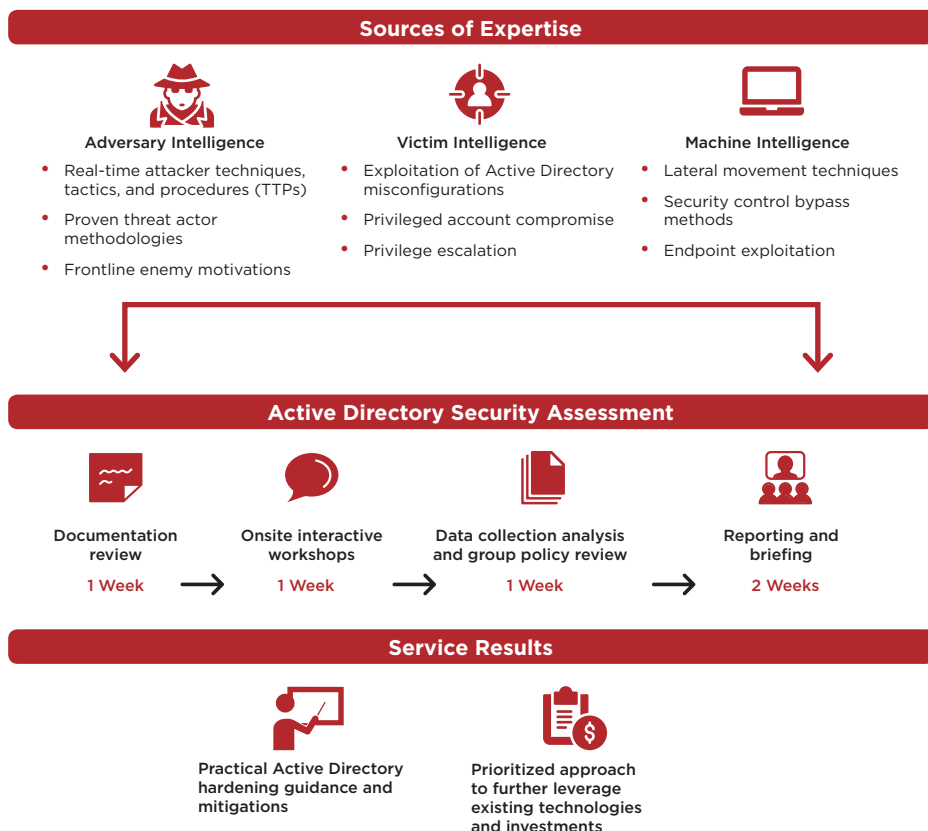 Sources of Expertise
Adversary Intelligence
• Real-time attacker techniques,
tactics, and procedures (TTPs)
• Proven threat actor
methodologies
• Frontline enemy motivations
Victim Intelligence
• Exploitation of Active Directory
misconfigurations
• Privileged account compromise
• Privilege escalation
Machine Intelligence
• Lateral movement techniques
• Security control bypass
methods
• Endpoint exploitation
Active Directory Security Assessment
Documentation
review
1 Week
Onsite interactive
workshops
1 Week
Data collection analysis
and group policy review
1 Week
Reporting and
briefing
2 Weeks
Service Results
Practical Active Directory
hardening guidance and
mitigations
$
Prioritized approach
to further leverage
existing technologies
and investments